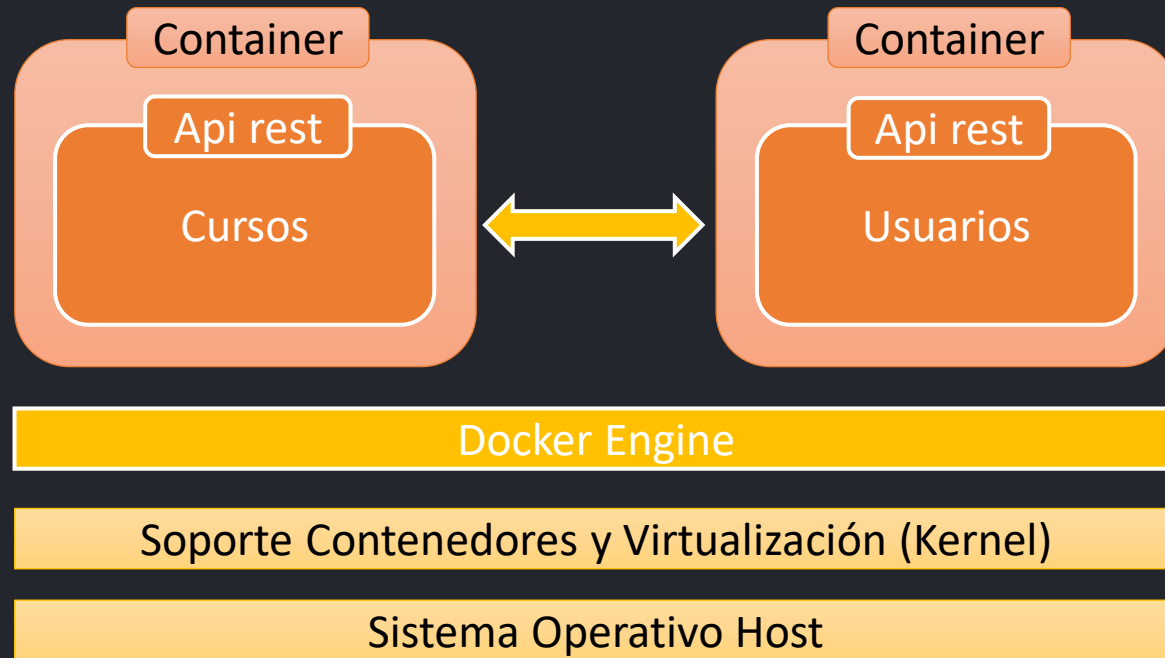 Container
Container
Api rest
Api rest
Cursos
Usuarios
Docker Engine
Soporte Contenedores y Virtualización (Kernel)
Sistema Operativo Host